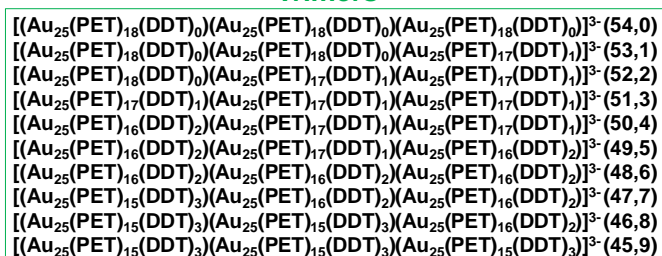 [(Au₂₅(PET)₁₈(DDT)₀)(Au₂₅(PET)₁₈(DDT)₀)(Au₂₅(PET)₁₈(DDT)₀)]³⁻ (54,0)
[(Au₂₅(PET)₁₈(DDT)₀)(Au₂₅(PET)₁₈(DDT)₀)(Au₂₅(PET)₁₇(DDT)₁)]³⁻ (53,1)
[(Au₂₅(PET)₁₈(DDT)₀)(Au₂₅(PET)₁₇(DDT)₁)(Au₂₅(PET)₁₇(DDT)₁)]³⁻ (52,2)
[(Au₂₅(PET)₁₇(DDT)₁)(Au₂₅(PET)₁₇(DDT)₁)(Au₂₅(PET)₁₇(DDT)₁)]³⁻ (51,3)
[(Au₂₅(PET)₁₆(DDT)₂)(Au₂₅(PET)₁₇(DDT)₁)(Au₂₅(PET)₁₇(DDT)₁)]³⁻ (50,4)
[(Au₂₅(PET)₁₆(DDT)₂)(Au₂₅(PET)₁₇(DDT)₁)(Au₂₅(PET)₁₆(DDT)₂)]³⁻ (49,5)
[(Au₂₅(PET)₁₆(DDT)₂)(Au₂₅(PET)₁₆(DDT)₂)(Au₂₅(PET)₁₆(DDT)₂)]³⁻ (48,6)
[(Au₂₅(PET)₁₅(DDT)₃)(Au₂₅(PET)₁₆(DDT)₂)(Au₂₅(PET)₁₆(DDT)₂)]³⁻ (47,7)
[(Au₂₅(PET)₁₅(DDT)₃)(Au₂₅(PET)₁₅(DDT)₃)(Au₂₅(PET)₁₆(DDT)₂)]³⁻ (46,8)
[(Au₂₅(PET)₁₅(DDT)₃)(Au₂₅(PET)₁₅(DDT)₃)(Au₂₅(PET)₁₅(DDT)₃)]³⁻ (45,9)